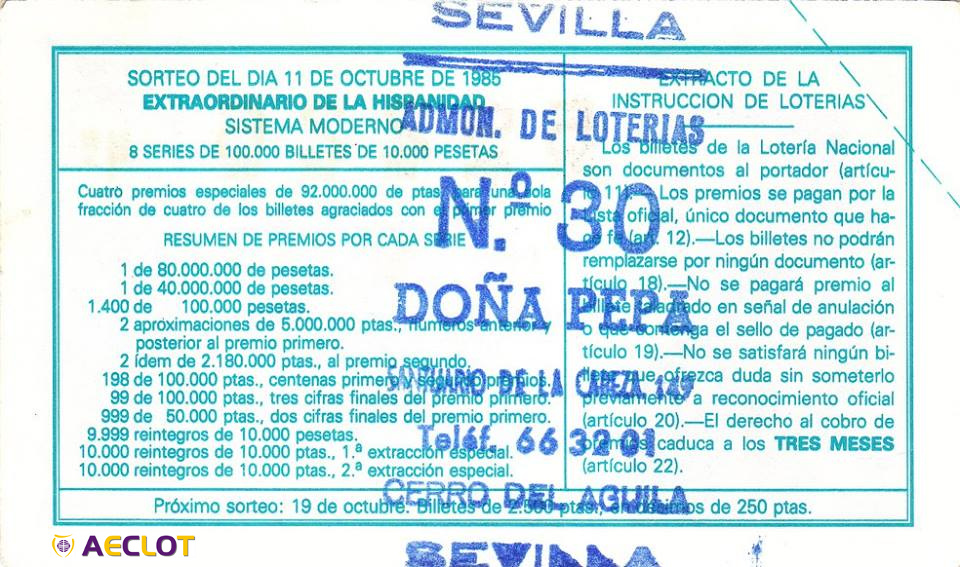 SEVILLA
SORTEO DEL DIA 11 DE OCTUBRE DE 1985
EXTRAORDINARIO DE LA HISPANIDAD
SISTEMA MODERNO
8 SERIES DE 100.000 BILLETES DE 10.000 PESETAS
Cuatro premios especiales de 92.000.000 de ptas. para una sola
fracción de cuatro de los billetes agraciados con el primer premio
RESUMEN DE PREMIOS POR CADA SERIE
1 de 80.000.000 de pesetas.
1 de 40.000.000 de pesetas.
1.400 de 100.000 pesetas.
2 aproximaciones de 5.000.000 ptas., números anterior y
posterior al premio primero.
2 ídem de 2.180.000 ptas., al premio segundo.
198 de 100.000 ptas., centenas primero y segundo premios.
99 de 100.000 ptas., tres cifras finales del premio primero.
999 de 50.000 ptas., dos cifras finales del premio primero.
9.999 reintegros de 10.000 pesetas.
10.000 reintegros de 10.000 ptas., 1.ª extracción especial.
10.000 reintegros de 10.000 ptas., 2.ª extracción especial.
EXTRACTO DE LA
INSTRUCCION DE LOTERIAS
Los billetes de la Lotería Nacional
son documentos al portador (artícu-
lo 11).—Los premios se pagan por la
lista oficial, único documento que ha-
ce fe (art. 12).—Los billetes no podrán
remplazarse por ningún documento (ar-
tículo 18).—No se pagará premio al
billete taladrado en señal de anulación
o que contenga el sello de pagado (ar-
tículo 19).—No se satisfará ningún bi-
llete que ofrezca duda sin someterlo
previamente a reconocimiento oficial
(artículo 20).—El derecho al cobro de
premios caduca a los TRES MESES
(artículo 22).
Próximo sorteo: 19 de octubre. Billetes de 2.500 ptas., en décimos de 250 ptas.
ADMON. DE LOTERIAS
N.º 30
DOÑA PEPA
SANTUARIO DE LA CABEZA 149
Teléf. 66 32 01
CERRO DEL AGUILA
SEVILLA
AECLOT